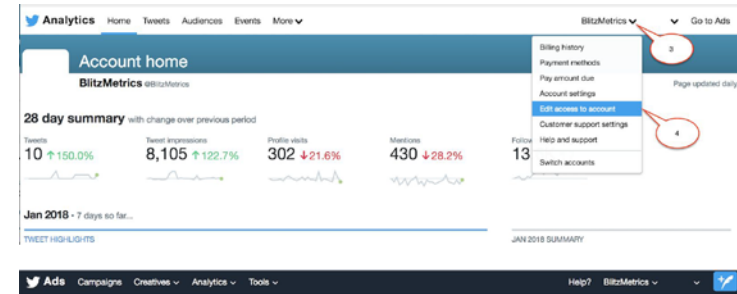 Analytics Home Tweets Audiences Events More BlitzMetrics Go to Ads
3
Account home
BlitzMetrics @BlitzMetrics
Page updated daily
Billing history
Payment methods
Pay amount due
Account settings
Edit access to account
Customer support settings
Help and support
Switch accounts
4
28 day summary with change over previous period
Tweets Tweet impressions Profile visits Mentions Follow
10 ↑150.0% 8,105 ↑122.7% 302 ↓21.6% 430 ↓28.2% 13
Jan 2018 • 7 days so far...
TWEET HIGHLIGHTS JAN 2018 SUMMARY
Ads Campaigns Creatives Analytics Tools Help? BlitzMetrics